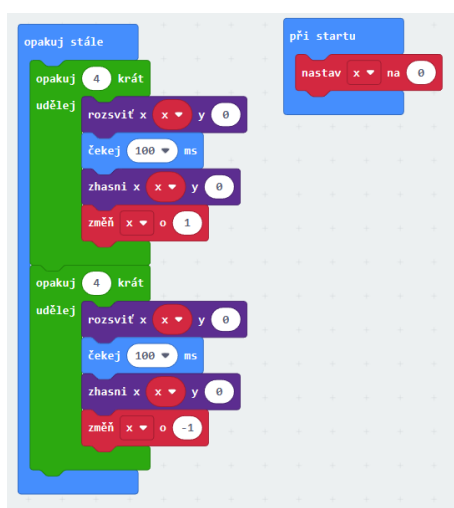 opakuj stále
opakuj 4 krát
udělej
rozsviť x x y 0
čekej 100 ms
zhasni x x y 0
změň x o 1
opakuj 4 krát
udělej
rozsviť x x y 0
čekej 100 ms
zhasni x x y 0
změň x o -1
při startu
nastav x na 0